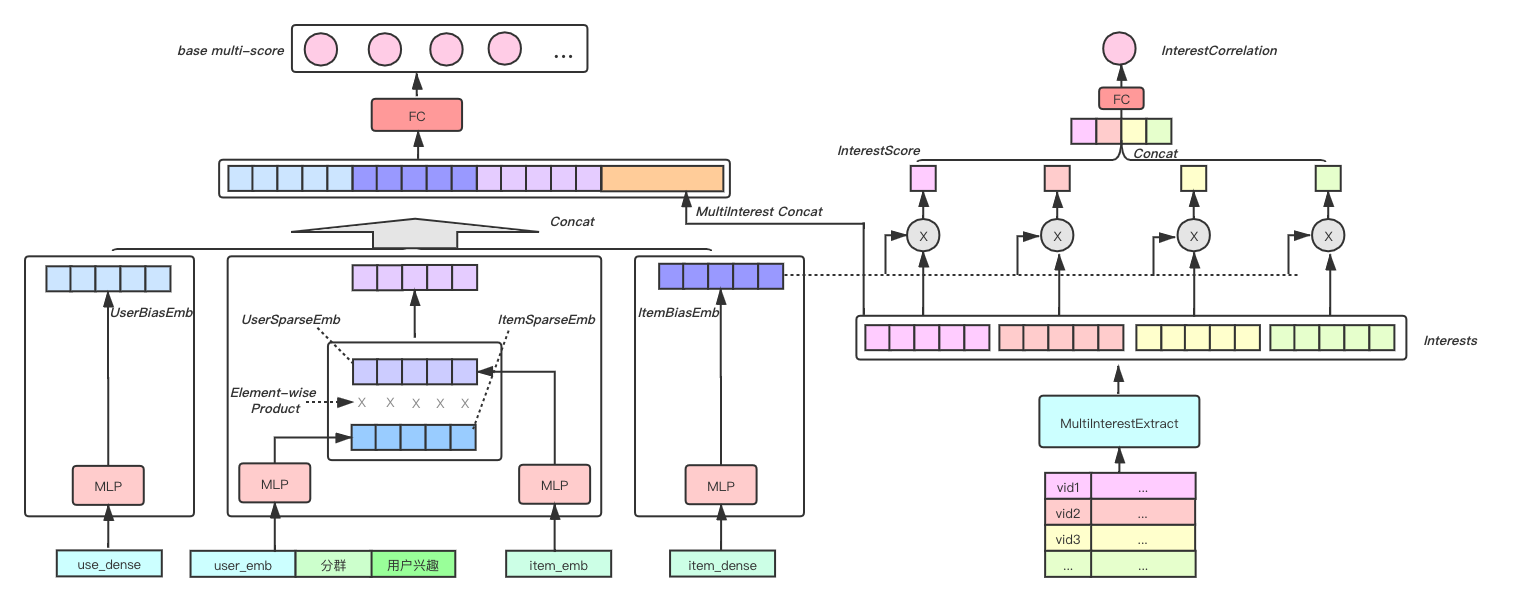 base multi-score
...
InterestCorrelation
FC
FC
InterestScore
Concat
MultiInterest Concat
Concat
X
X
X
X
UserBiasEmb
UserSparseEmb
ItemSparseEmb
ItemBiasEmb
Interests
Element-wise
Product
X X X X X
MultiInterestExtract
MLP
MLP
MLP
MLP
vid1 ...
vid2 ...
vid3 ...
... ...
use_dense
user_emb
分群
用户兴趣
item_emb
item_dense